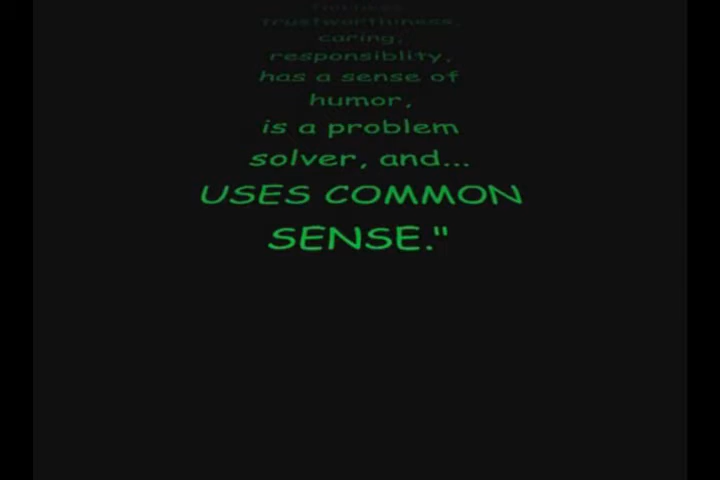 trustworthiness,
caring,
responsiblity,
has a sense of
humor,
is a problem
solver, and...
USES COMMON
SENSE."